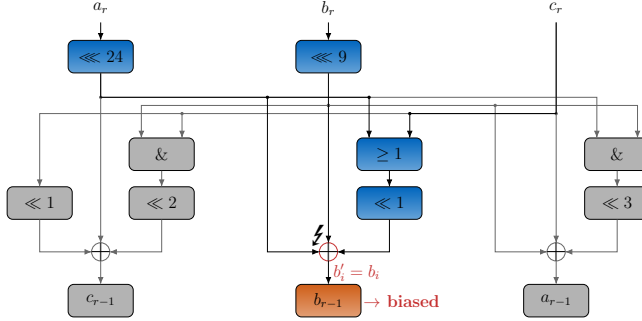 a_r b_r c_r
⋘ 24 ⋘ 9
& ≥ 1 &
≪ 1 ≪ 2 ≪ 1 ≪ 3
b'_i = b_i
c_{r−1} b_{r−1} → biased a_{r−1}